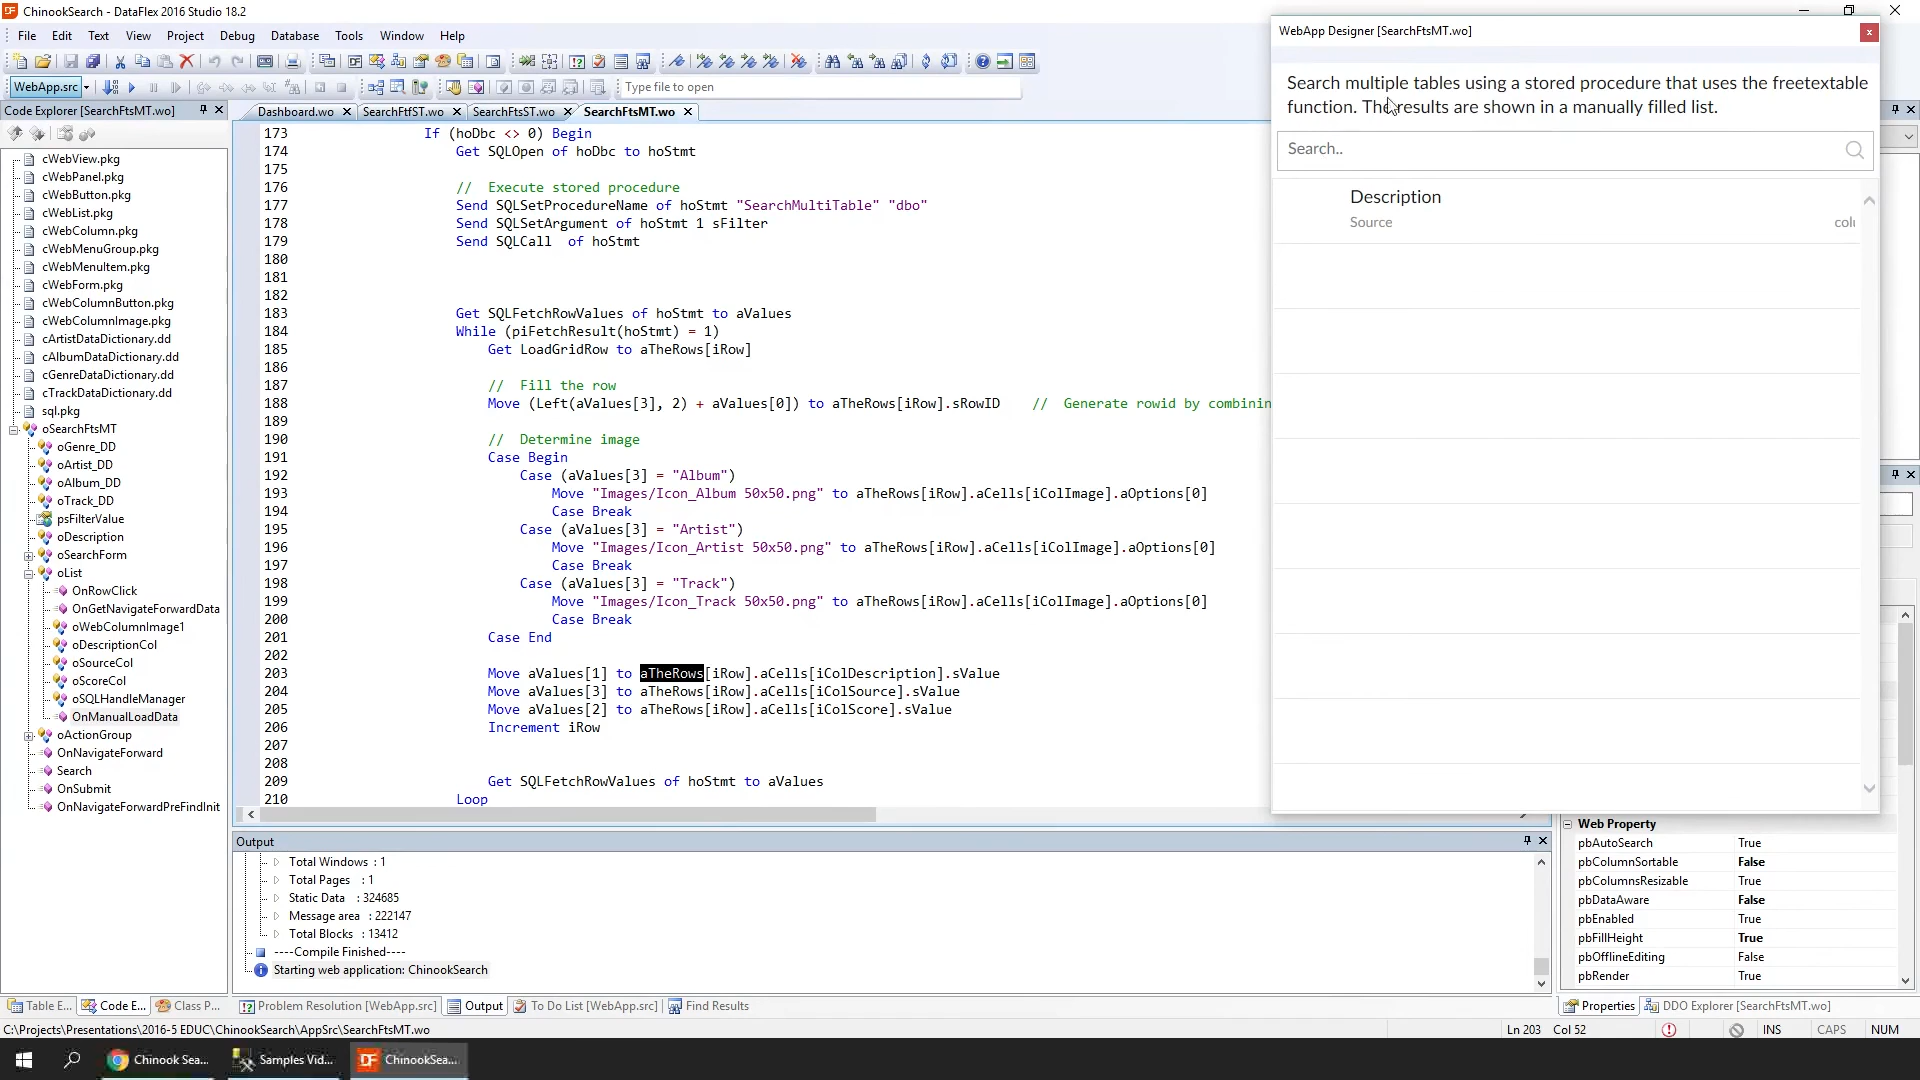 ChinookSearch - DataFlex 2016 Studio 18.2
File Edit Text View Project Debug Database Tools Window Help
WebApp.src
Type file to open
Code Explorer [SearchFtsMT.wo]
Dashboard.wo SearchFtfST.wo SearchFtsST.wo SearchFtsMT.wo
cWebView.pkg
cWebPanel.pkg
cWebButton.pkg
cWebList.pkg
cWebColumn.pkg
cWebMenuGroup.pkg
cWebMenuItem.pkg
cWebForm.pkg
cWebColumnButton.pkg
cWebColumnImage.pkg
cArtistDataDictionary.dd
cAlbumDataDictionary.dd
cGenreDataDictionary.dd
cTrackDataDictionary.dd
sql.pkg
oSearchFtsMT
oGenre_DD
oArtist_DD
oAlbum_DD
oTrack_DD
psFilterValue
oDescription
oSearchForm
oList
OnRowClick
OnGetNavigateForwardData
oWebColumnImage1
oDescriptionCol
oSourceCol
oScoreCol
oSQLHandleManager
OnManualLoadData
oActionGroup
OnNavigateForward
Search
OnSubmit
OnNavigateForwardPreFindInit
173 If (hoDbc <> 0) Begin
174 Get SQLOpen of hoDbc to hoStmt
175
176 // Execute stored procedure
177 Send SQLSetProcedureName of hoStmt "SearchMultiTable" "dbo"
178 Send SQLSetArgument of hoStmt 1 sFilter
179 Send SQLCall of hoStmt
180
181
182
183 Get SQLFetchRowValues of hoStmt to aValues
184 While (piFetchResult(hoStmt) = 1)
185 Get LoadGridRow to aTheRows[iRow]
186
187 // Fill the row
188 Move (Left(aValues[3], 2) + aValues[0]) to aTheRows[iRow].sRowID // Generate rowid by combinin
189
190 // Determine image
191 Case Begin
192 Case (aValues[3] = "Album")
193 Move "Images/Icon_Album 50x50.png" to aTheRows[iRow].aCells[iColImage].aOptions[0]
194 Case Break
195 Case (aValues[3] = "Artist")
196 Move "Images/Icon_Artist 50x50.png" to aTheRows[iRow].aCells[iColImage].aOptions[0]
197 Case Break
198 Case (aValues[3] = "Track")
199 Move "Images/Icon_Track 50x50.png" to aTheRows[iRow].aCells[iColImage].aOptions[0]
200 Case Break
201 Case End
202
203 Move aValues[1] to aTheRows[iRow].aCells[iColDescription].sValue
204 Move aValues[3] to aTheRows[iRow].aCells[iColSource].sValue
205 Move aValues[2] to aTheRows[iRow].aCells[iColScore].sValue
206 Increment iRow
207
208
209 Get SQLFetchRowValues of hoStmt to aValues
210 Loop
WebApp Designer [SearchFtsMT.wo]
Search multiple tables using a stored procedure that uses the freetextable
function. The results are shown in a manually filled list.
Search..
Description
Source colu
Output
Total Windows : 1
Total Pages : 1
Static Data : 324685
Message area : 222147
Total Blocks : 13412
----Compile Finished----
Starting web application: ChinookSearch
Web Property
pbAutoSearch True
pbColumnSortable False
pbColumnsResizable True
pbDataAware False
pbEnabled True
pbFillHeight True
pbOfflineEditing False
pbRender True
Table E... Code E... Class P...
Problem Resolution [WebApp.src] Output To Do List [WebApp.src] Find Results
Properties DDO Explorer [SearchFtsMT.wo]
C:\Projects\Presentations\2016-5 EDUC\ChinookSearch\AppSrc\SearchFtsMT.wo
Ln 203 Col 52 INS CAPS NUM
Chinook Sea... Samples Vid... ChinookSea...